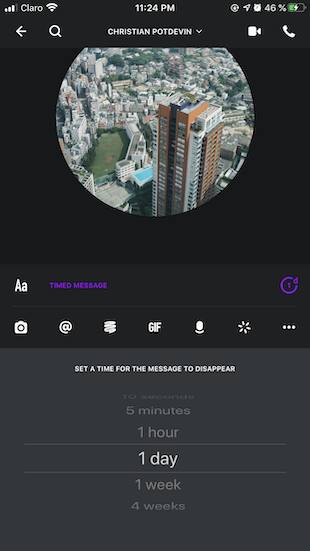 Claro
11:24 PM
46 %
CHRISTIAN POTDEVIN
Aa
TIMED MESSAGE
1 d
@
GIF
SET A TIME FOR THE MESSAGE TO DISAPPEAR
10 seconds
5 minutes
1 hour
1 day
1 week
4 weeks